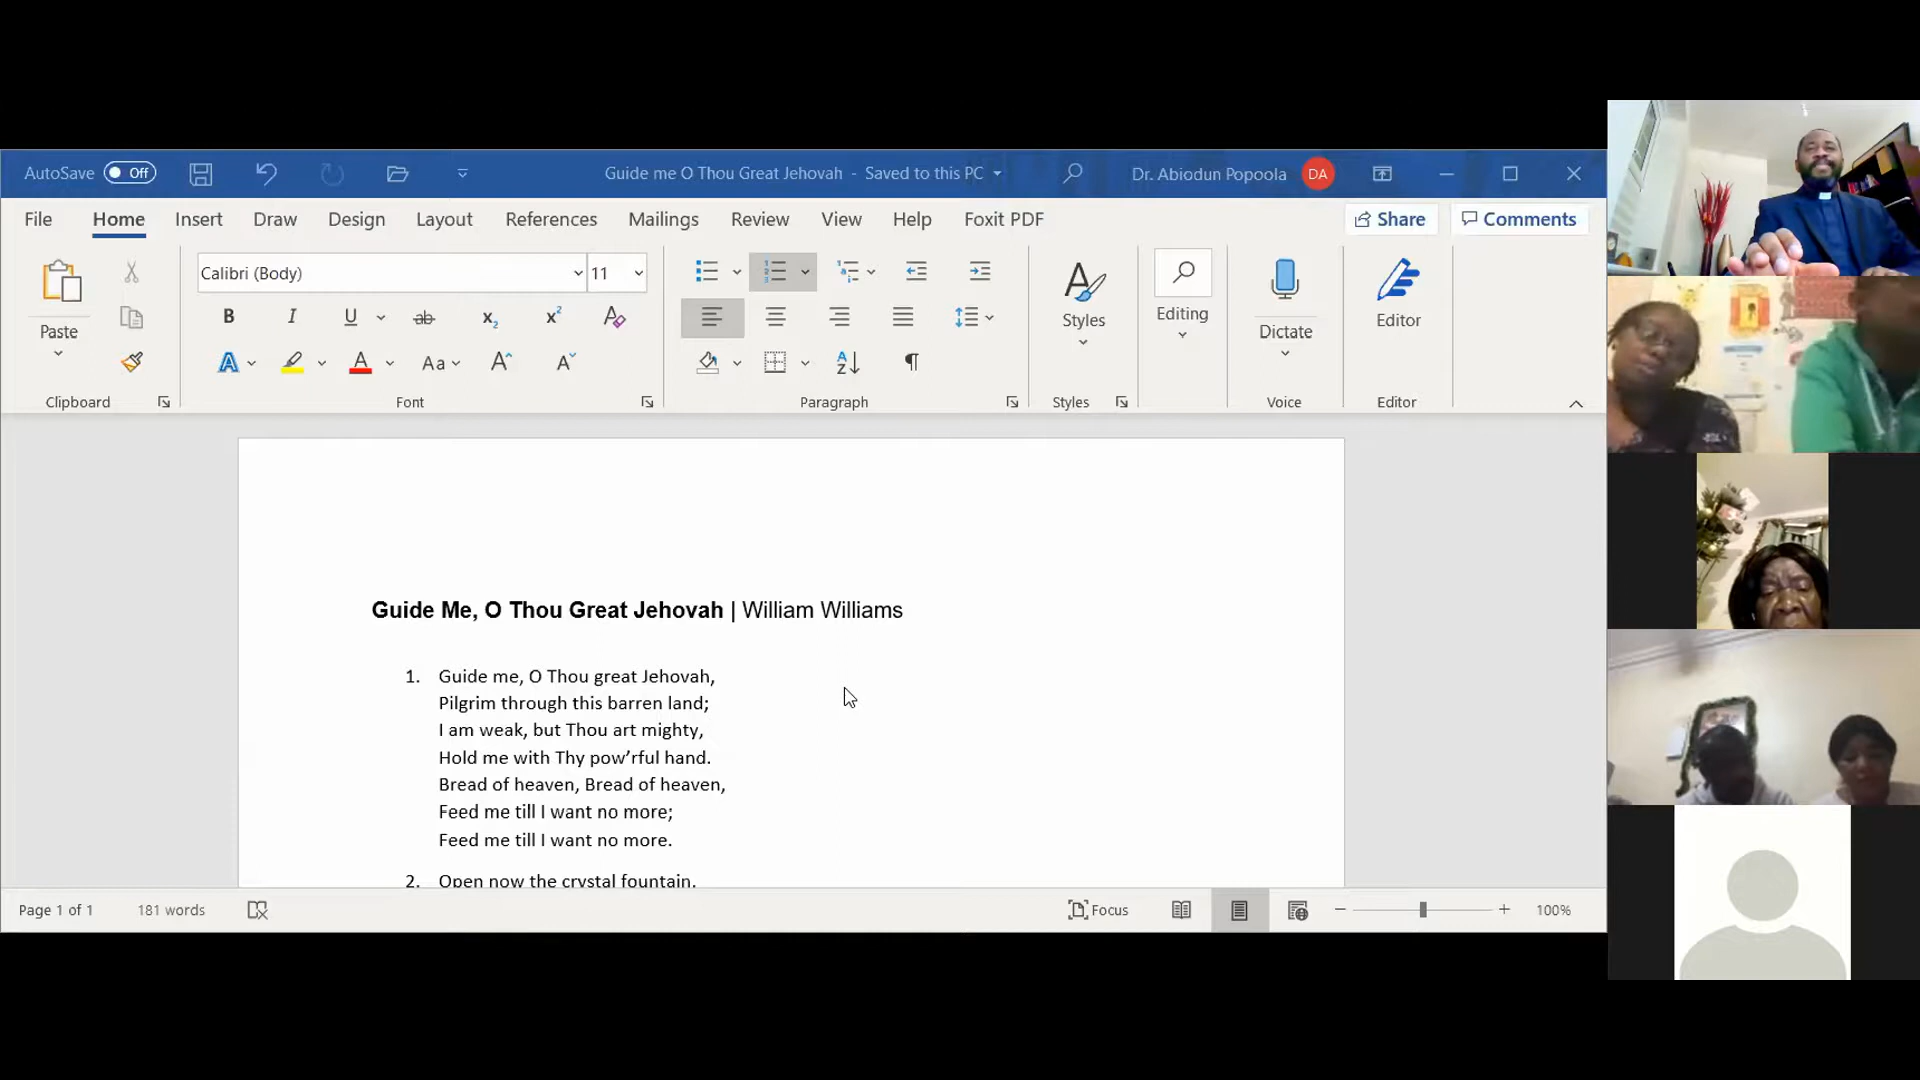 AutoSave Off Guide me O Thou Great Jehovah - Saved to this PC Dr. Abiodun Popoola DA
File Home Insert Draw Design Layout References Mailings Review View Help Foxit PDF Share Comments
Paste
Calibri (Body) 11
B I U ab x₂ x² A
A A Aa A A
Styles
Editing
Dictate
Editor
Clipboard Font Paragraph Styles Voice Editor
Guide Me, O Thou Great Jehovah | William Williams
1. Guide me, O Thou great Jehovah,
Pilgrim through this barren land;
I am weak, but Thou art mighty,
Hold me with Thy pow’rful hand.
Bread of heaven, Bread of heaven,
Feed me till I want no more;
Feed me till I want no more.
2. Open now the crystal fountain,
Page 1 of 1 181 words Focus 100%